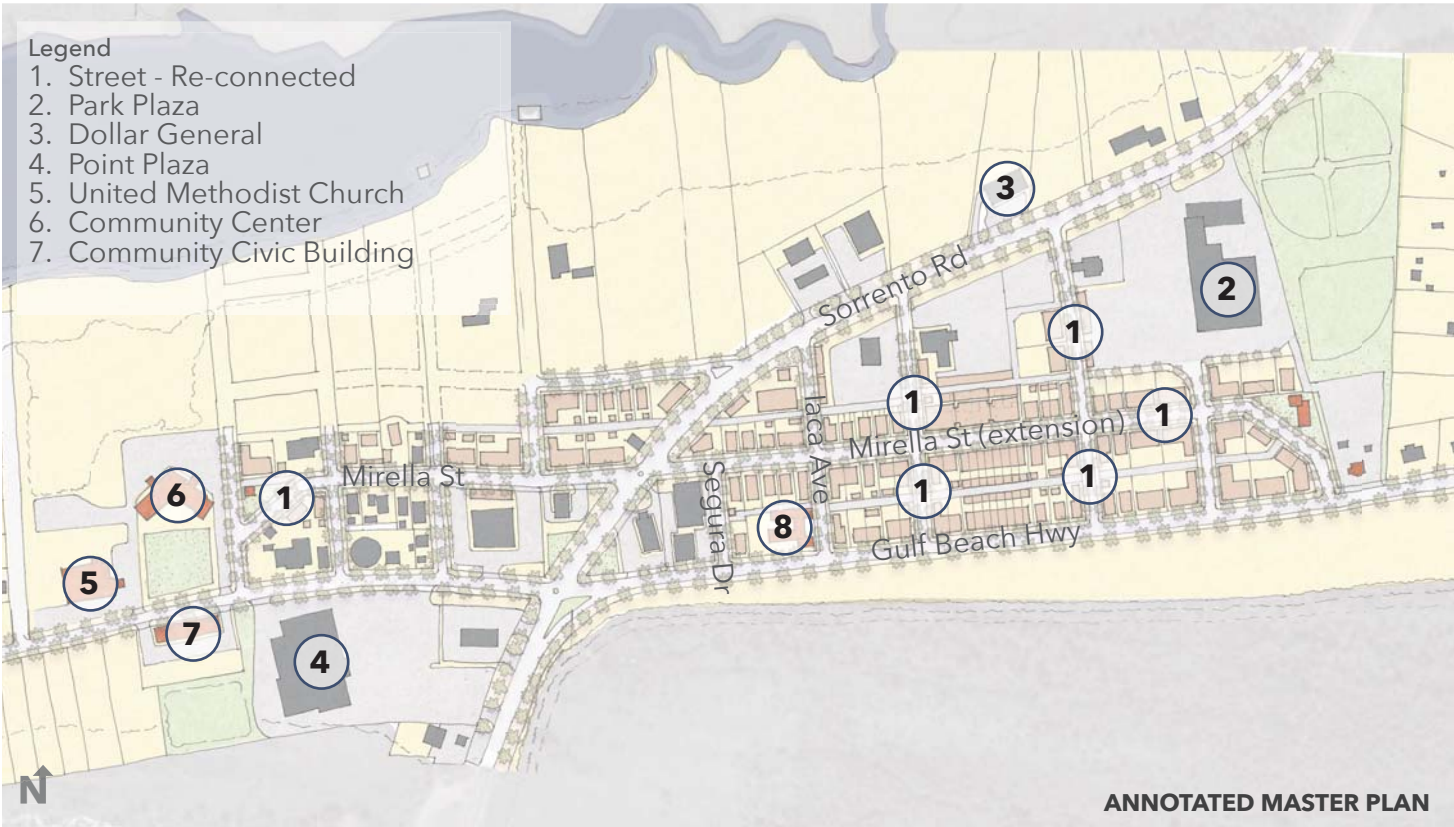 Legend
1. Street - Re-connected
2. Park Plaza
3. Dollar General
4. Point Plaza
5. United Methodist Church
6. Community Center
7. Community Civic Building
3
Sorrento Rd
2
1
1
1
Iaca Ave
Mirella St (extension)
Mirella St
6
1
Segura Dr
1
1
8
Gulf Beach Hwy
5
7
4
N
ANNOTATED MASTER PLAN